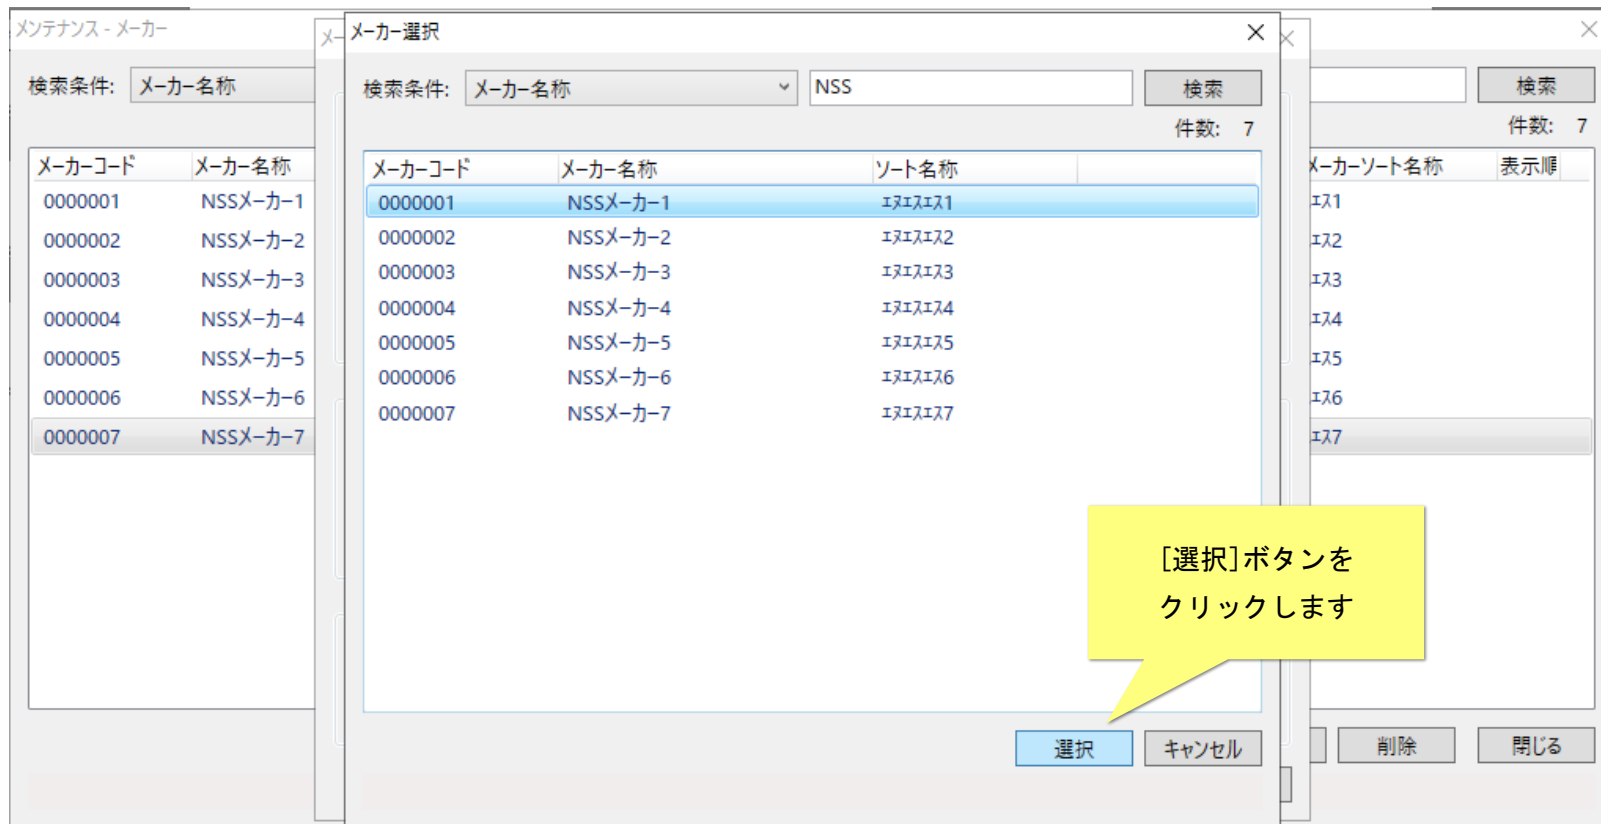 メンテナンス - メーカー
検索条件: メーカー名称
メーカーコード メーカー名称
0000001 NSSメーカー1
0000002 NSSメーカー2
0000003 NSSメーカー3
0000004 NSSメーカー4
0000005 NSSメーカー5
0000006 NSSメーカー6
0000007 NSSメーカー7
メーカー選択
検索条件: メーカー名称 NSS 検索
件数: 7
メーカーコード メーカー名称 ソート名称
0000001 NSSメーカー1 ｴﾇｴｽｴｽ1
0000002 NSSメーカー2 ｴﾇｴｽｴｽ2
0000003 NSSメーカー3 ｴﾇｴｽｴｽ3
0000004 NSSメーカー4 ｴﾇｴｽｴｽ4
0000005 NSSメーカー5 ｴﾇｴｽｴｽ5
0000006 NSSメーカー6 ｴﾇｴｽｴｽ6
0000007 NSSメーカー7 ｴﾇｴｽｴｽ7
[選択]ボタンを
クリックします
選択 キャンセル
検索
件数: 7
メーカーソート名称 表示順
ｴｽ1
ｴｽ2
ｴｽ3
ｴｽ4
ｴｽ5
ｴｽ6
ｴｽ7
削除 閉じる